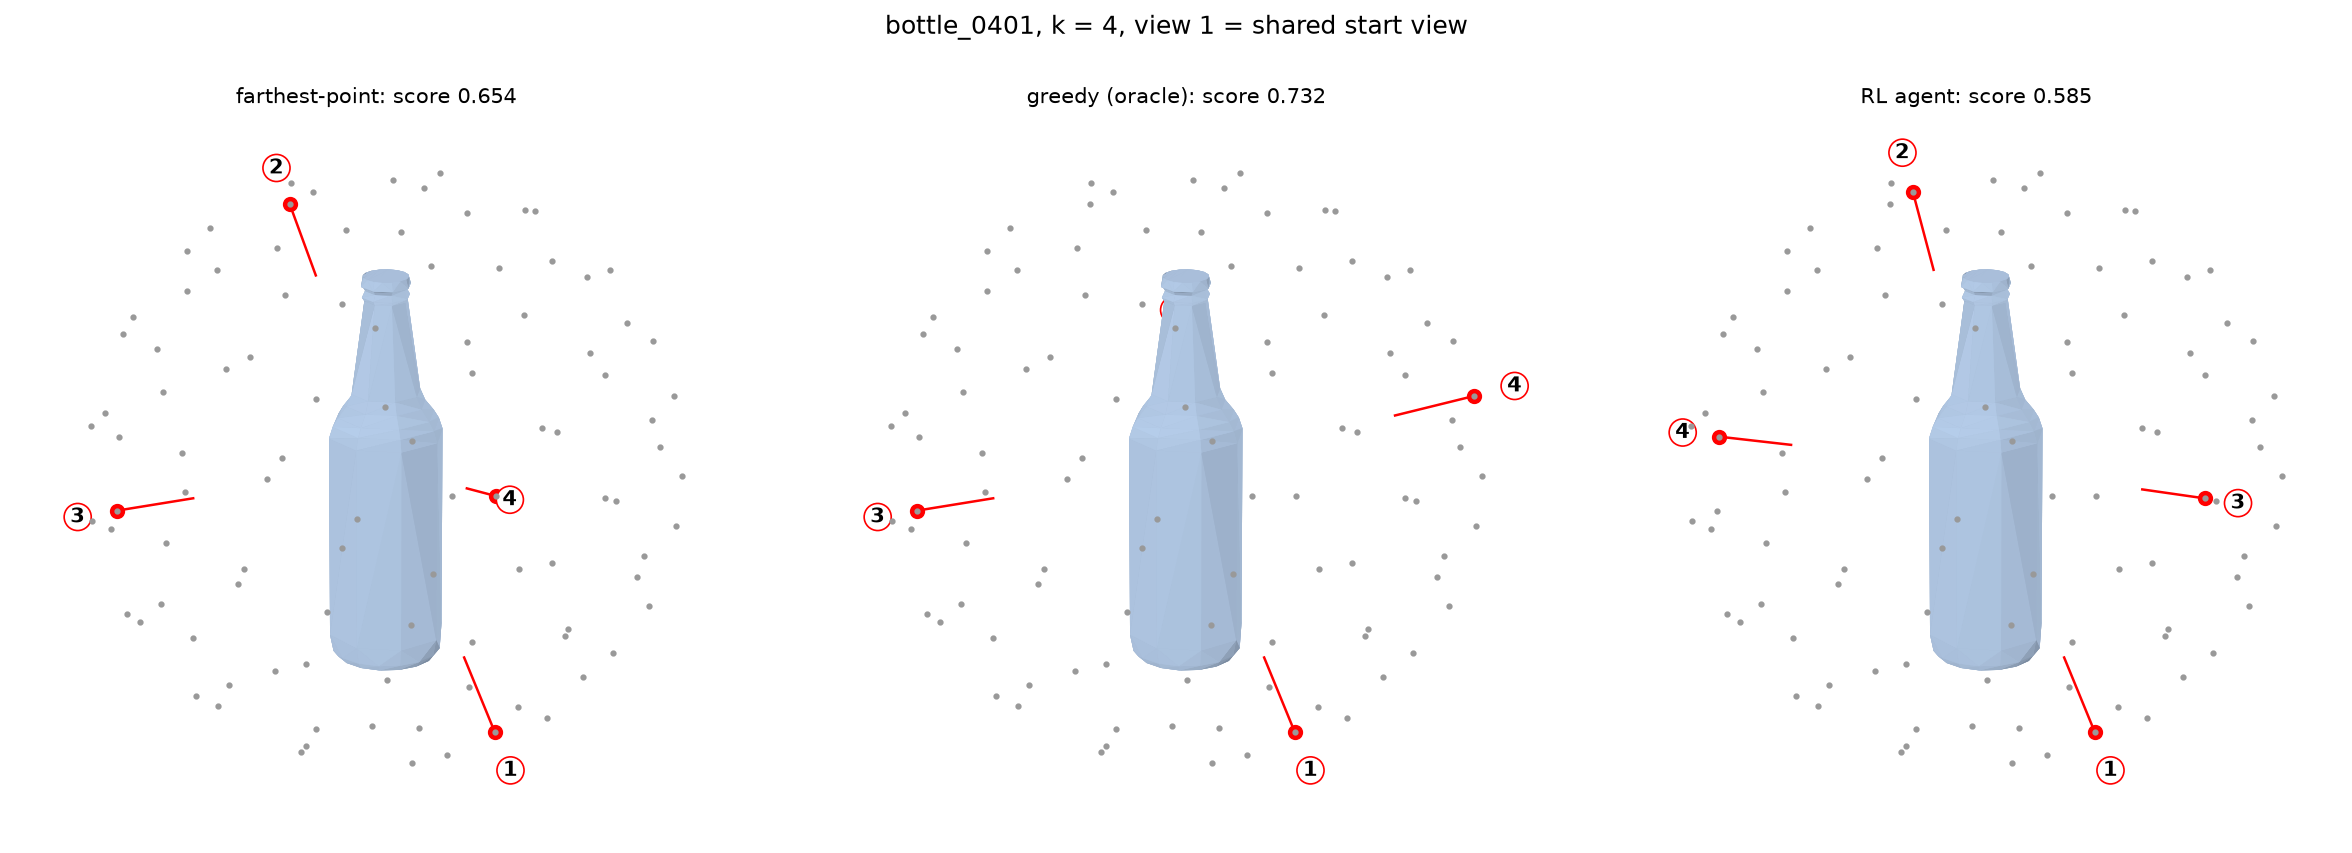 bottle_0401, k = 4, view 1 = shared start view
farthest-point: score 0.654
2
3
4
1
greedy (oracle): score 0.732
4
3
1
RL agent: score 0.585
2
4
3
1